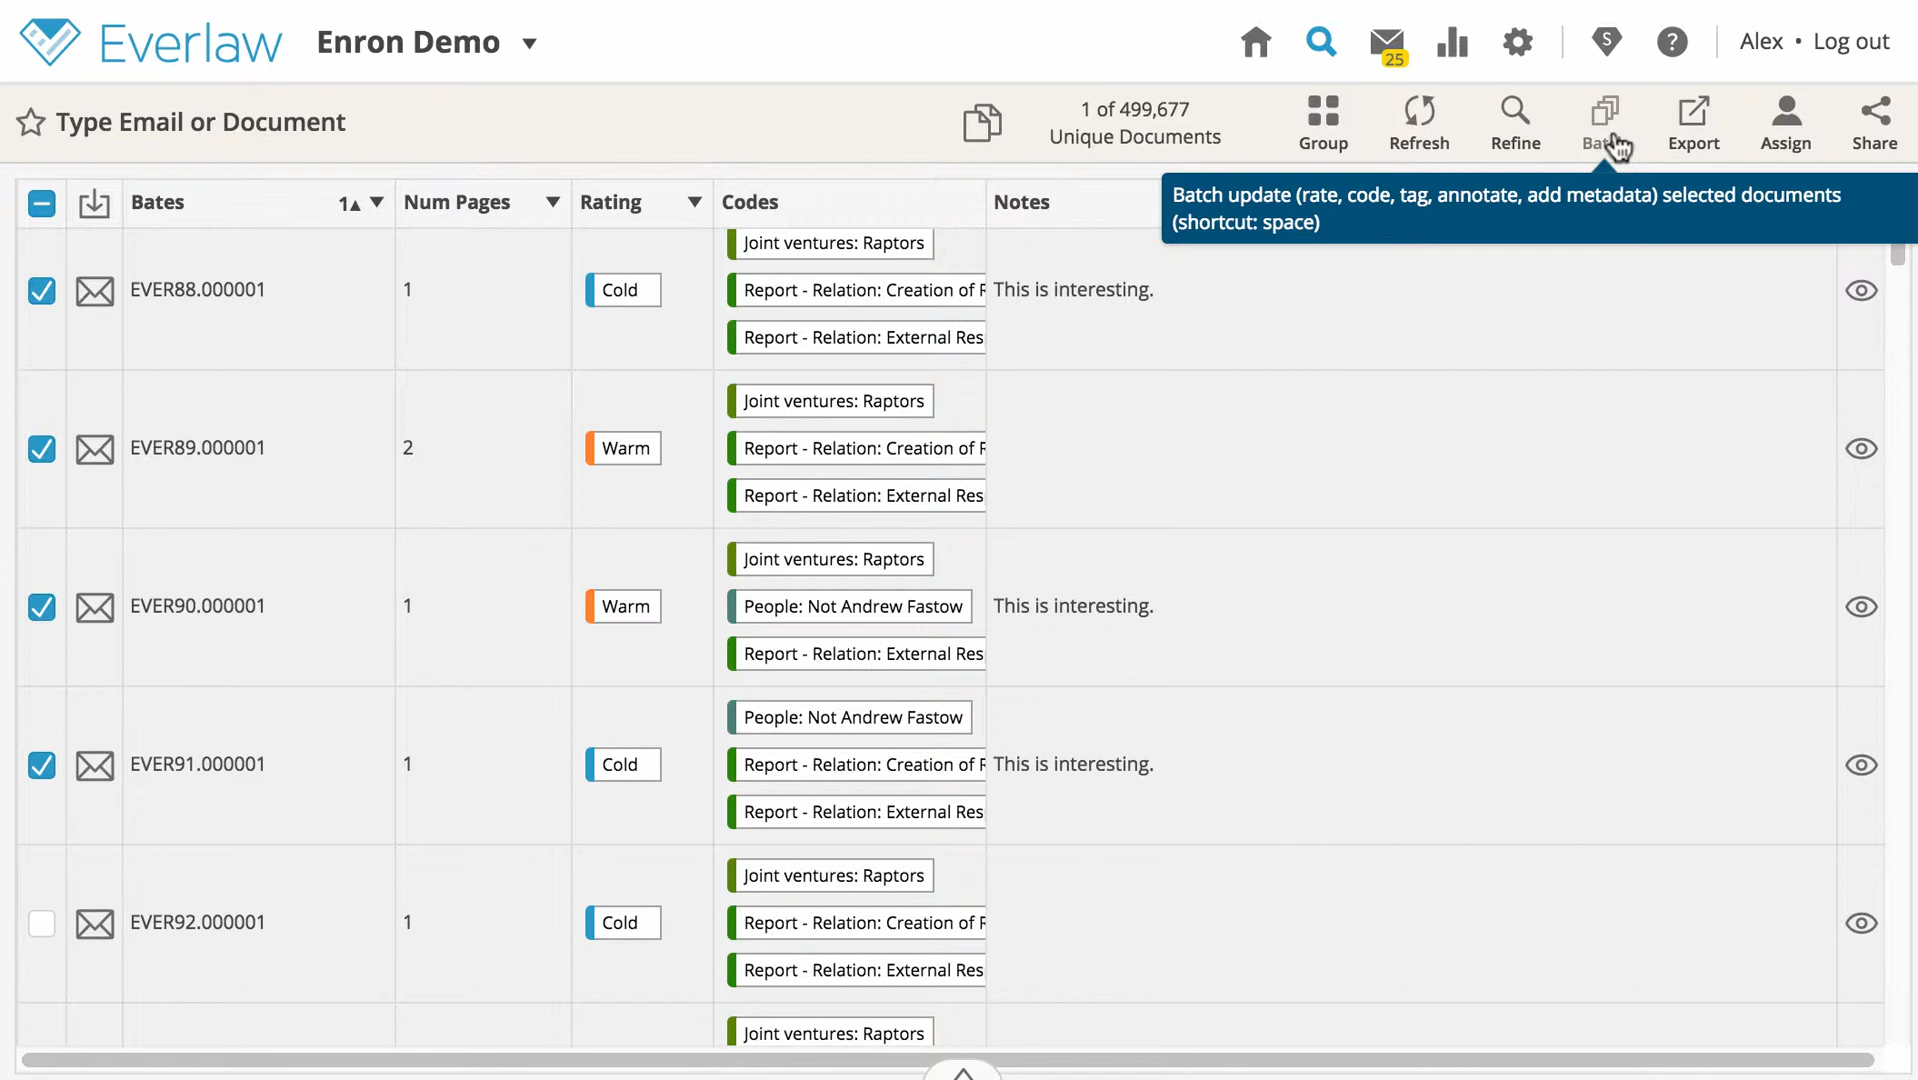 Everlaw Enron Demo 25 S ? Alex • Log out
Type Email or Document
1 of 499,677
Unique Documents
Group Refresh Refine Export Assign Share
Batch update (rate, code, tag, annotate, add metadata) selected documents
(shortcut: space)
Bates 1 Num Pages Rating Codes Notes
Joint ventures: Raptors
EVER88.000001 1 Cold Report - Relation: Creation of This is interesting.
Report - Relation: External Res
Joint ventures: Raptors
EVER89.000001 2 Warm Report - Relation: Creation of
Report - Relation: External Res
Joint ventures: Raptors
EVER90.000001 1 Warm People: Not Andrew Fastow This is interesting.
Report - Relation: External Res
People: Not Andrew Fastow
EVER91.000001 1 Cold Report - Relation: Creation of This is interesting.
Report - Relation: External Res
Joint ventures: Raptors
EVER92.000001 1 Cold Report - Relation: Creation of
Report - Relation: External Res
Joint ventures: Raptors